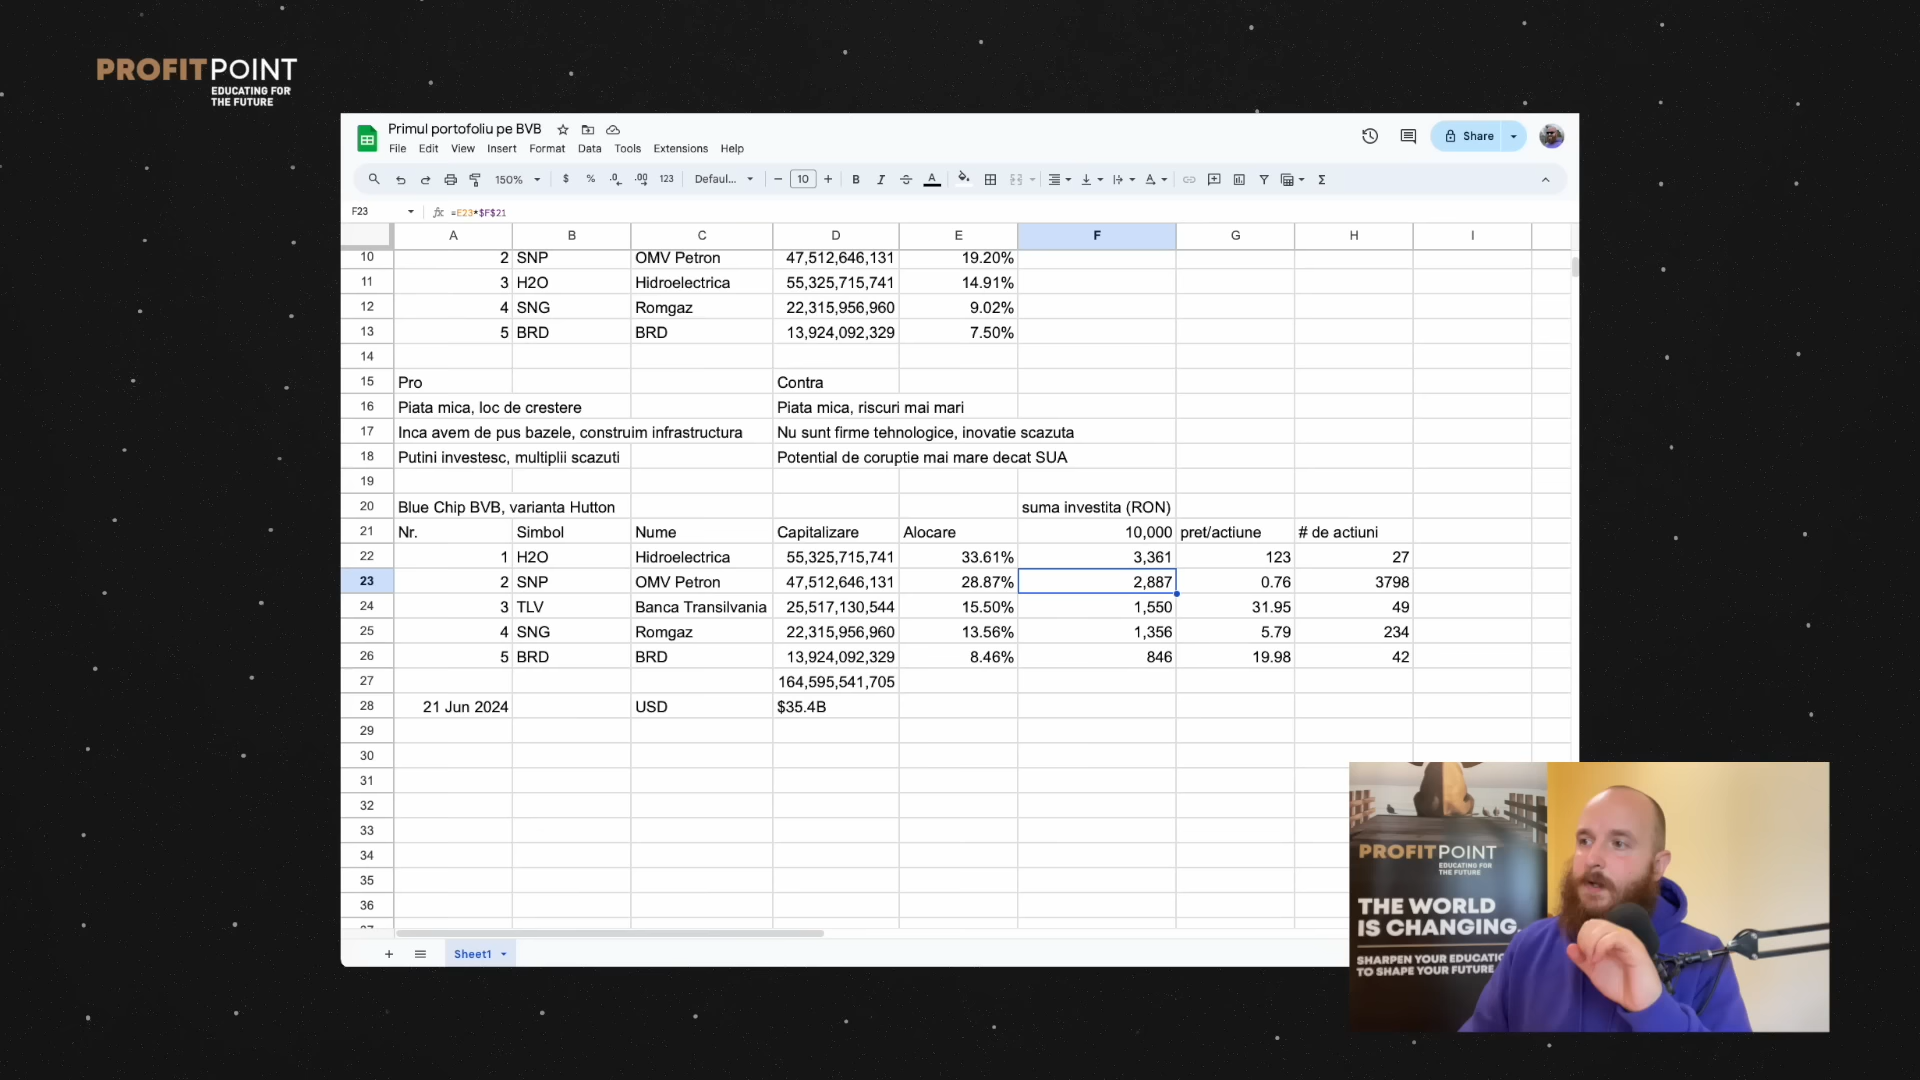 PROFITPOINT
EDUCATING FOR
THE FUTURE
Primul portofoliu pe BVB
Share
File Edit View Insert Format Data Tools Extensions Help
150% $ % .0 .00 123 Defaul... − 10 + B I A Σ
F23 fx =E23*$F$21
A B C D E F G H I
10 2 SNP OMV Petron 47,512,646,131 19.20%
11 3 H2O Hidroelectrica 55,325,715,741 14.91%
12 4 SNG Romgaz 22,315,956,960 9.02%
13 5 BRD BRD 13,924,092,329 7.50%
14
15 Pro Contra
16 Piata mica, loc de crestere Piata mica, riscuri mai mari
17 Inca avem de pus bazele, construim infrastructura Nu sunt firme tehnologice, inovatie scazuta
18 Putini investesc, multiplii scazuti Potential de coruptie mai mare decat SUA
19
20 Blue Chip BVB, varianta Hutton suma investita (RON)
21 Nr. Simbol Nume Capitalizare Alocare 10,000 pret/actiune # de actiuni
22 1 H2O Hidroelectrica 55,325,715,741 33.61% 3,361 123 27
23 2 SNP OMV Petron 47,512,646,131 28.87% 2,887 0.76 3798
24 3 TLV Banca Transilvania 25,517,130,544 15.50% 1,550 31.95 49
25 4 SNG Romgaz 22,315,956,960 13.56% 1,356 5.79 234
26 5 BRD BRD 13,924,092,329 8.46% 846 19.98 42
27 164,595,541,705
28 21 Jun 2024 USD $35.4B
29
30
31
32
33
34
35
36
+ Sheet1
PROFITPOINT
EDUCATING FOR
THE FUTURE
THE WORLD
IS CHANGING.
SHARPEN YOUR
TO SHAPE YOUR FUTURE